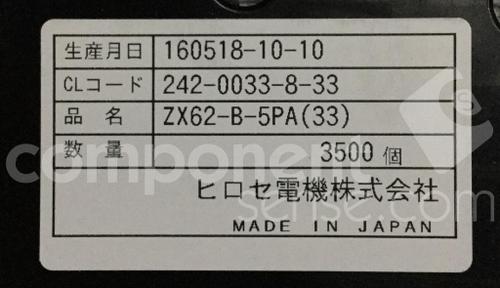 生産月日 160518-10-10
CLコード 242-0033-8-33
品名 ZX62-B-5PA(33)
数量 3500 個
ヒロセ電機株式会社
MADE IN JAPAN
component
sense.com